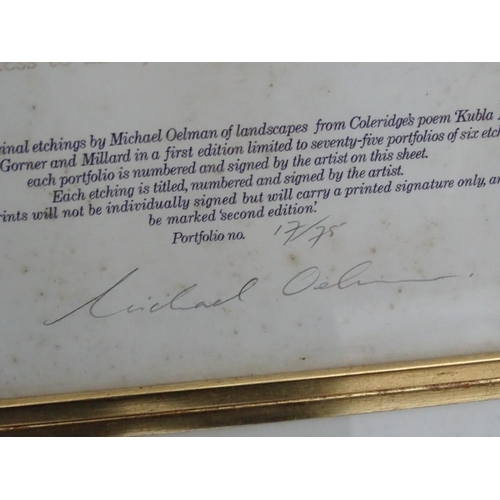 inal etchings by Michael Oelman of landscapes from Coleridge's poem 'Kubla
Gorner and Millard in a first edition limited to seventy-five portfolios of six etch
each portfolio is numbered and signed by the artist on this sheet.
Each etching is titled, numbered and signed by the artist.
rints will not be individually signed but will carry a printed signature only, an
be marked 'second edition'.
Portfolio no. 17/75
Michael Oelman.